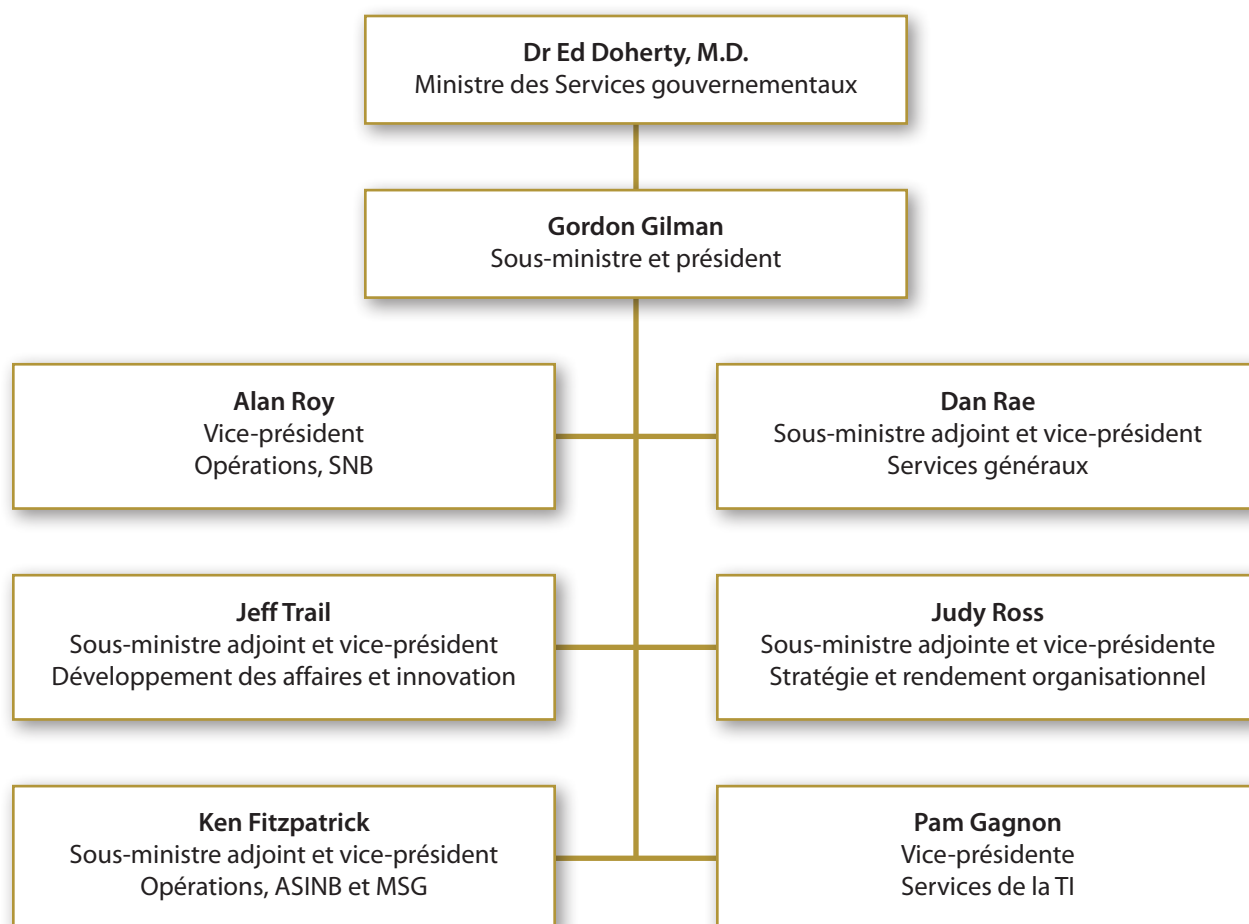 Dr Ed Doherty, M.D.
Ministre des Services gouvernementaux
Gordon Gilman
Sous-ministre et président
Alan Roy
Vice-président
Opérations, SNB
Dan Rae
Sous-ministre adjoint et vice-président
Services généraux
Jeff Trail
Sous-ministre adjoint et vice-président
Développement des affaires et innovation
Judy Ross
Sous-ministre adjointe et vice-présidente
Stratégie et rendement organisationnel
Ken Fitzpatrick
Sous-ministre adjoint et vice-président
Opérations, ASINB et MSG
Pam Gagnon
Vice-présidente
Services de la TI